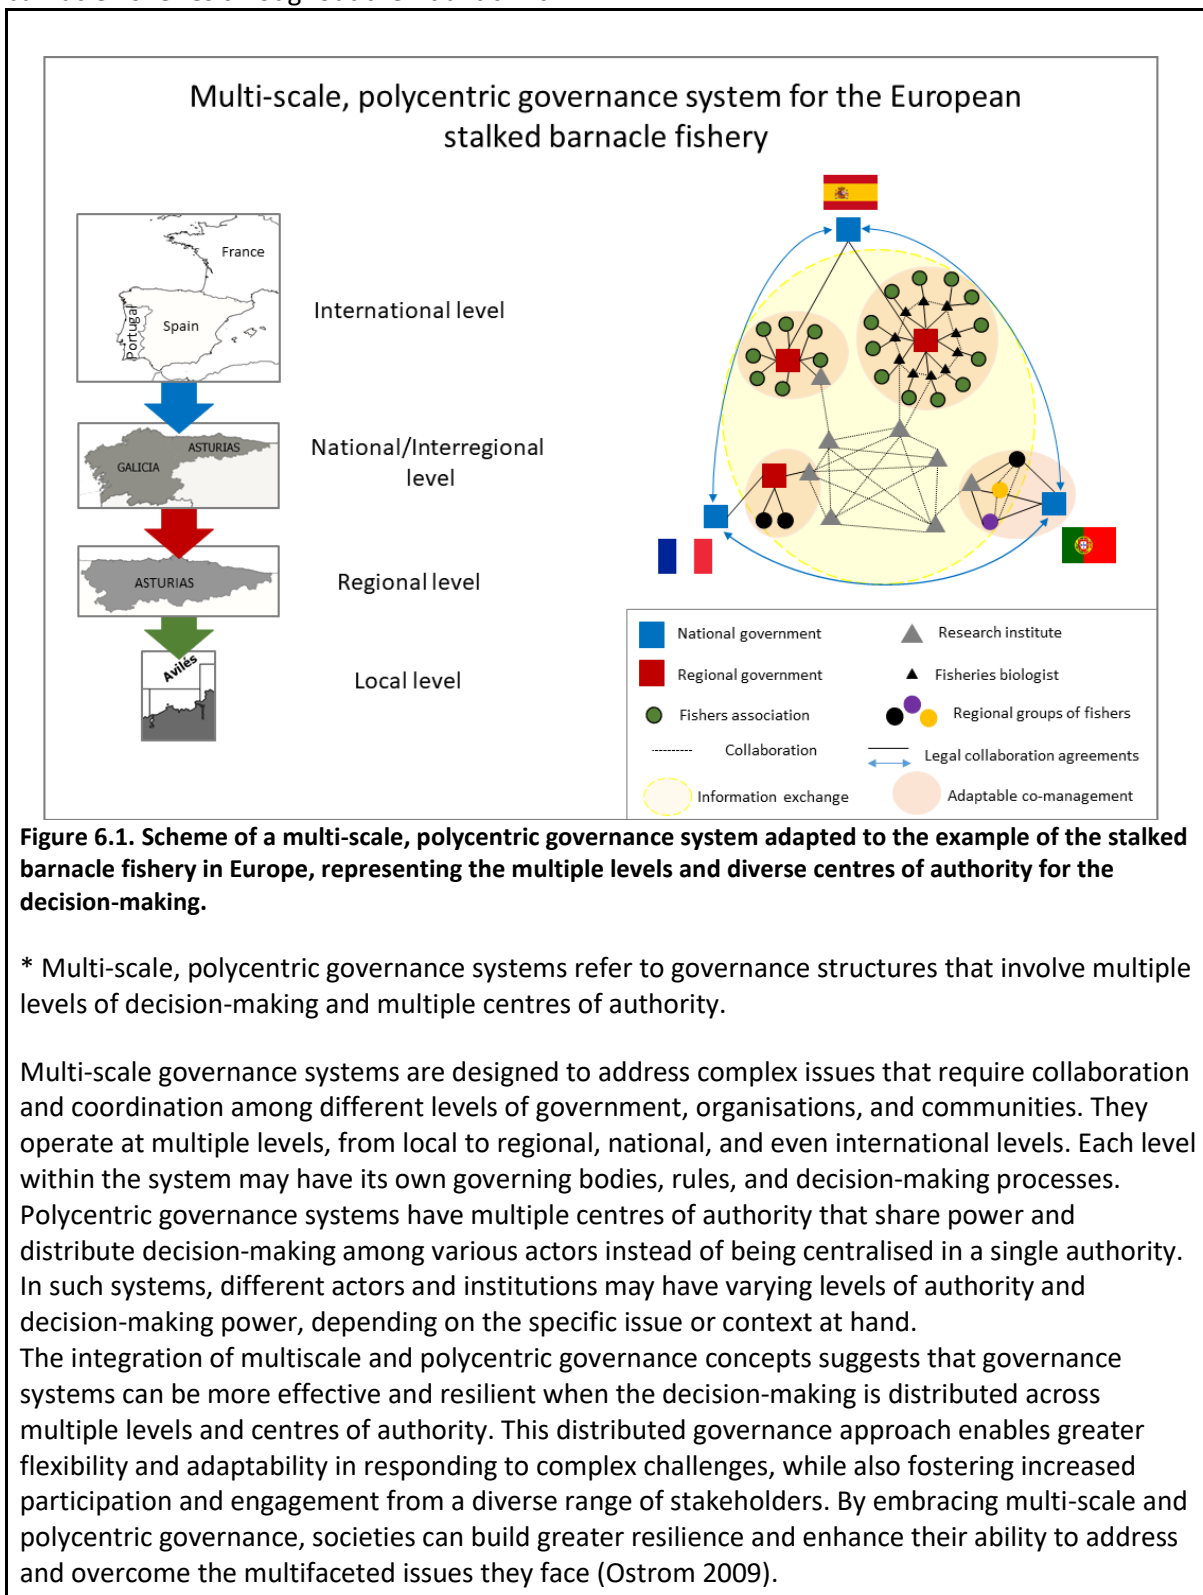 Multi-scale, polycentric governance system for the European
stalked barnacle fishery
France
Portugal
Spain
International level
GALICIA
ASTURIAS
National/Interregional
level
ASTURIAS
Regional level
Avilés
Local level
National government
Research institute
Regional government
Fisheries biologist
Fishers association
Regional groups of fishers
Collaboration
Legal collaboration agreements
Information exchange
Adaptable co-management
Figure 6.1. Scheme of a multi-scale, polycentric governance system adapted to the example of the stalked
barnacle fishery in Europe, representing the multiple levels and diverse centres of authority for the
decision-making.
* Multi-scale, polycentric governance systems refer to governance structures that involve multiple
levels of decision-making and multiple centres of authority.
Multi-scale governance systems are designed to address complex issues that require collaboration
and coordination among different levels of government, organisations, and communities. They
operate at multiple levels, from local to regional, national, and even international levels. Each level
within the system may have its own governing bodies, rules, and decision-making processes.
Polycentric governance systems have multiple centres of authority that share power and
distribute decision-making among various actors instead of being centralised in a single authority.
In such systems, different actors and institutions may have varying levels of authority and
decision-making power, depending on the specific issue or context at hand.
The integration of multiscale and polycentric governance concepts suggests that governance
systems can be more effective and resilient when the decision-making is distributed across
multiple levels and centres of authority. This distributed governance approach enables greater
flexibility and adaptability in responding to complex challenges, while also fostering increased
participation and engagement from a diverse range of stakeholders. By embracing multi-scale and
polycentric governance, societies can build greater resilience and enhance their ability to address
and overcome the multifaceted issues they face (Ostrom 2009).